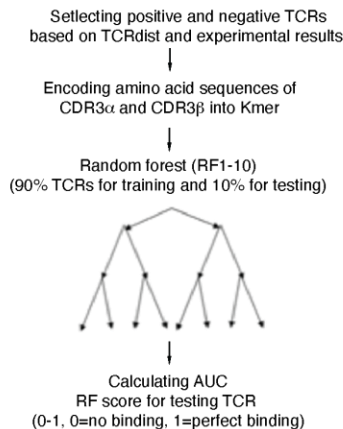 Setlecting positive and negative TCRs
based on TCRdist and experimental results
Encoding amino acid sequences of
CDR3α and CDR3β into Kmer
Random forest (RF1-10)
(90% TCRs for training and 10% for testing)
Calculating AUC
RF score for testing TCR
(0-1, 0=no binding, 1=perfect binding)